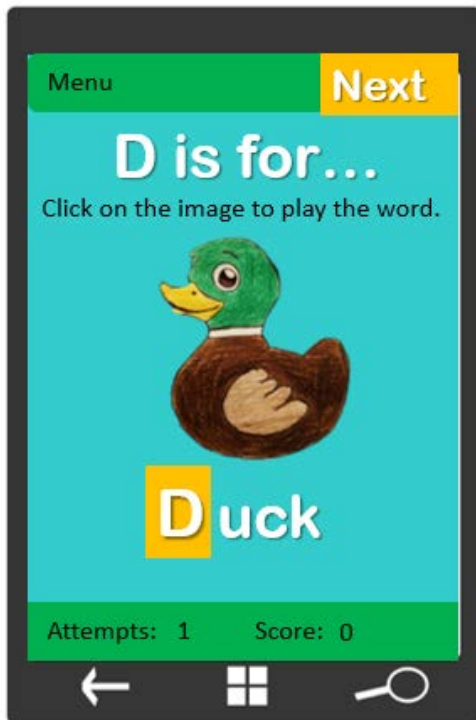 Menu Next
D is for...
Click on the image to play the word.
Duck
Attempts: 1 Score: 0